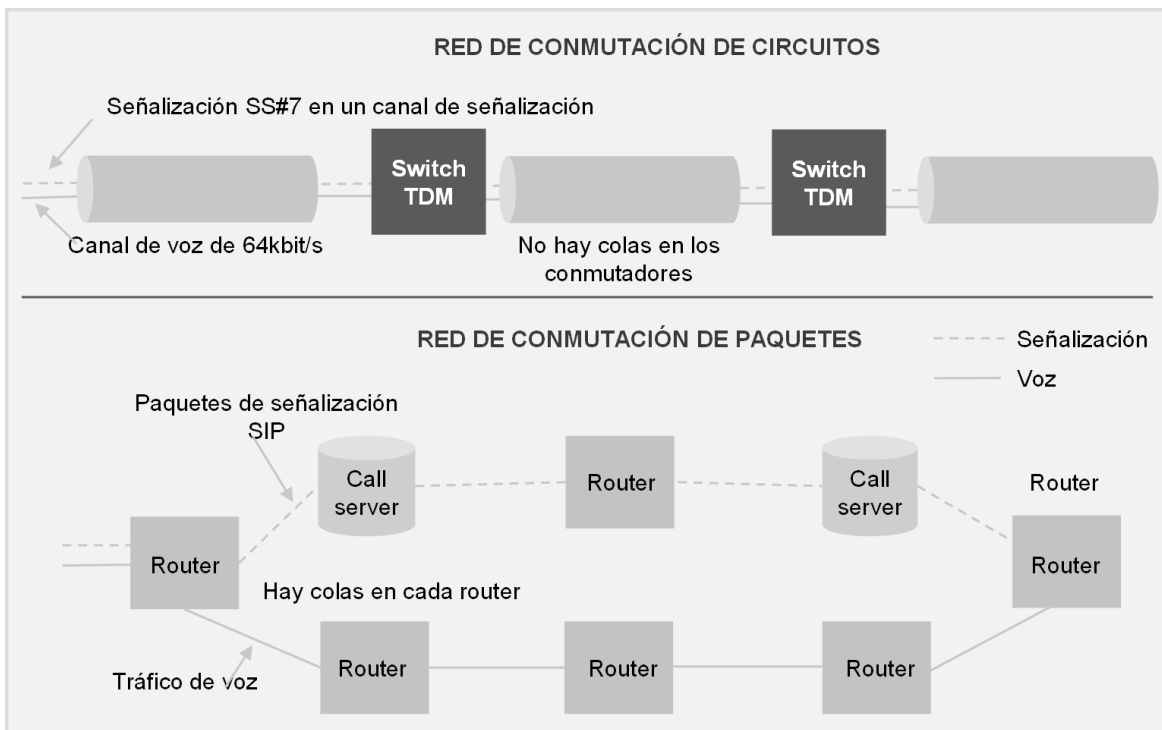 RED DE CONMUTACIÓN DE CIRCUITOS
Señalización SS#7 en un canal de señalización
Switch
TDM
Switch
TDM
Canal de voz de 64kbit/s
No hay colas en los
conmutadores
RED DE CONMUTACIÓN DE PAQUETES
Señalización
Voz
Paquetes de señalización
SIP
Call
server
Router
Call
server
Router
Router
Router
Hay colas en cada router
Router
Router
Router
Tráfico de voz